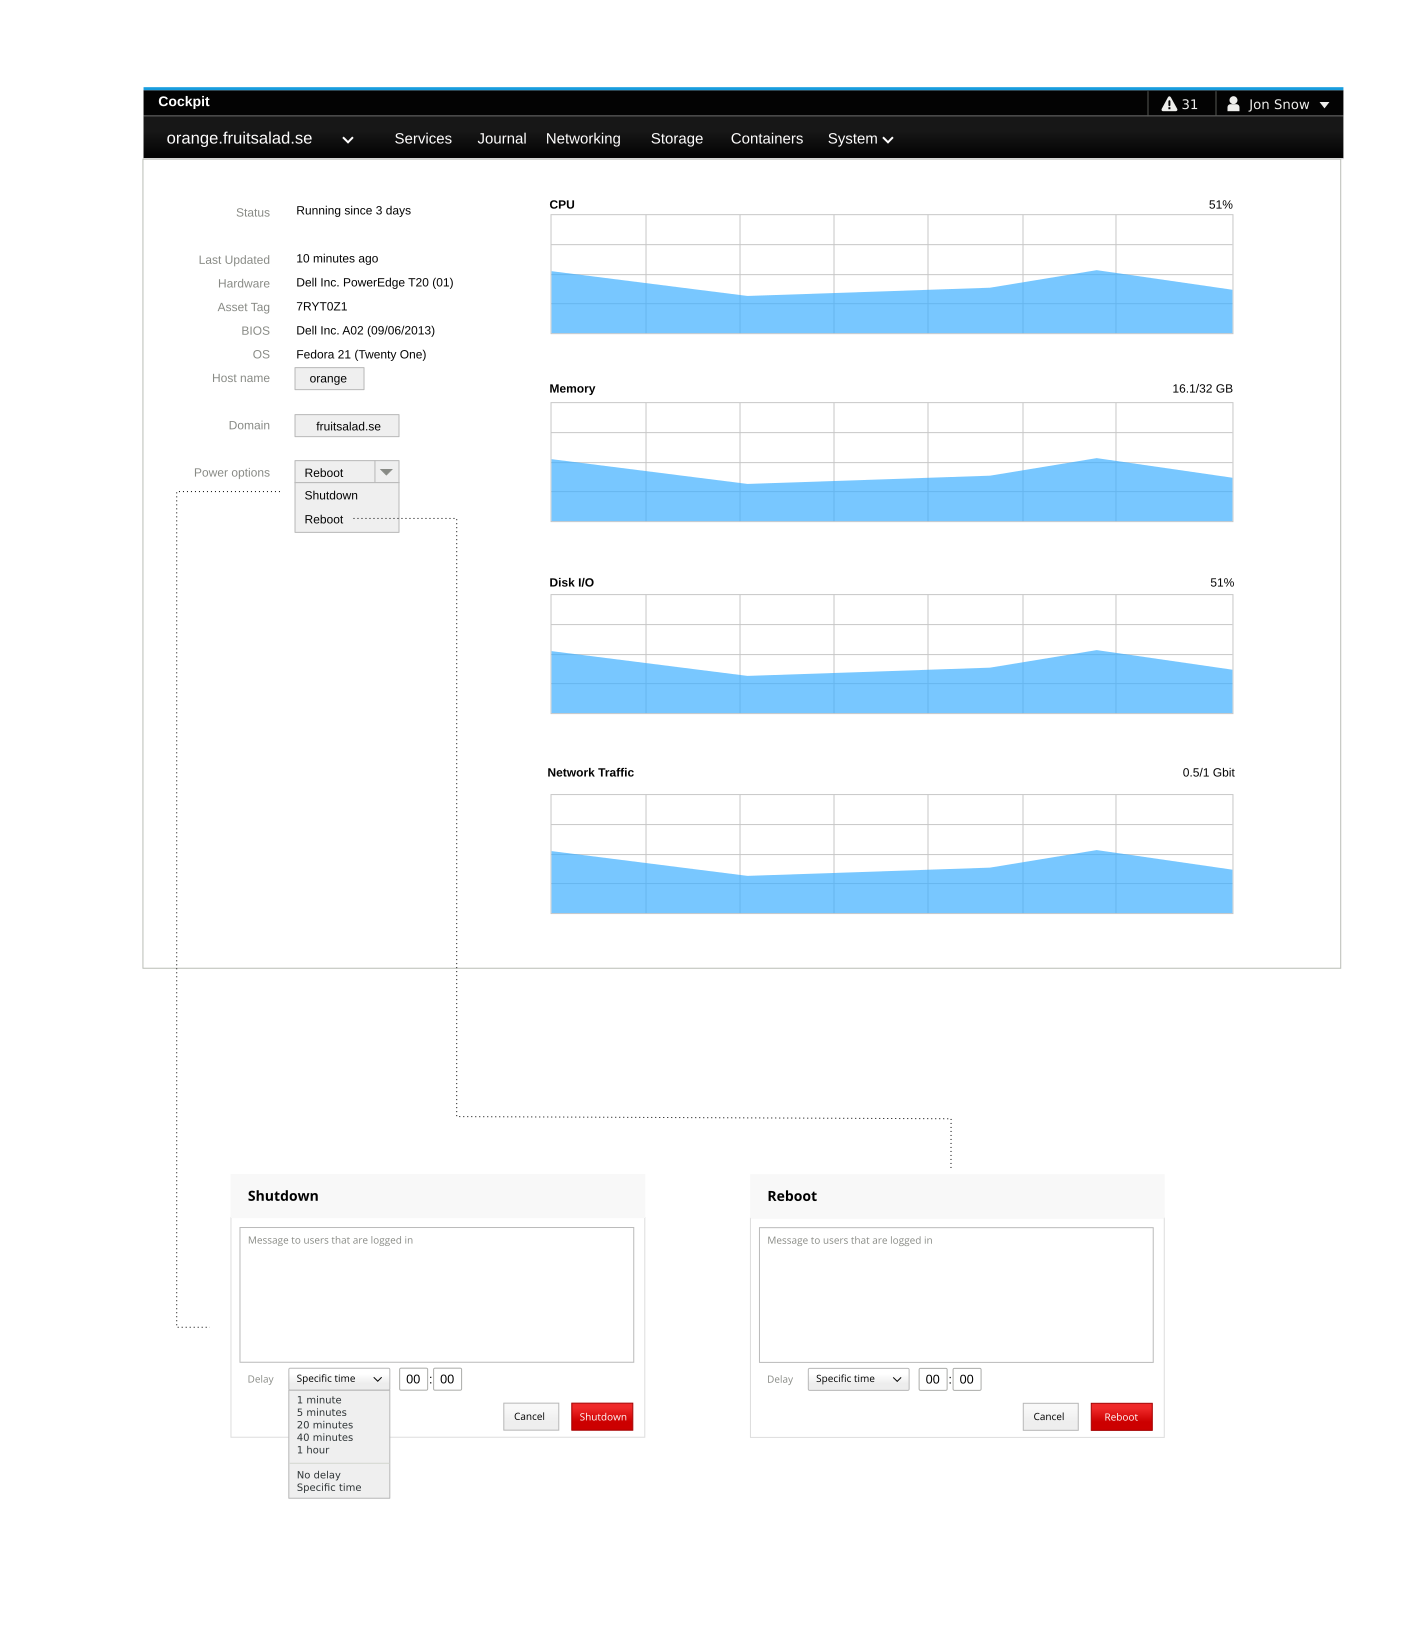 Cockpit
31
Jon Snow
orange.fruitsalad.se
Services
Journal
Networking
Storage
Containers
System
Status
Running since 3 days
Last Updated
10 minutes ago
Hardware
Dell Inc. PowerEdge T20 (01)
Asset Tag
7RYT0Z1
BIOS
Dell Inc. A02 (09/06/2013)
OS
Fedora 21 (Twenty One)
Host name
orange
Domain
fruitsalad.se
Power options
Reboot
Shutdown
Reboot
CPU
51%
Memory
16.1/32 GB
Disk I/O
51%
Network Traffic
0.5/1 Gbit
Shutdown
Message to users that are logged in
Delay
Specific time
00:00
1 minute
5 minutes
20 minutes
40 minutes
1 hour
No delay
Specific time
Cancel
Shutdown
Reboot
Message to users that are logged in
Delay
Specific time
00:00
Cancel
Reboot